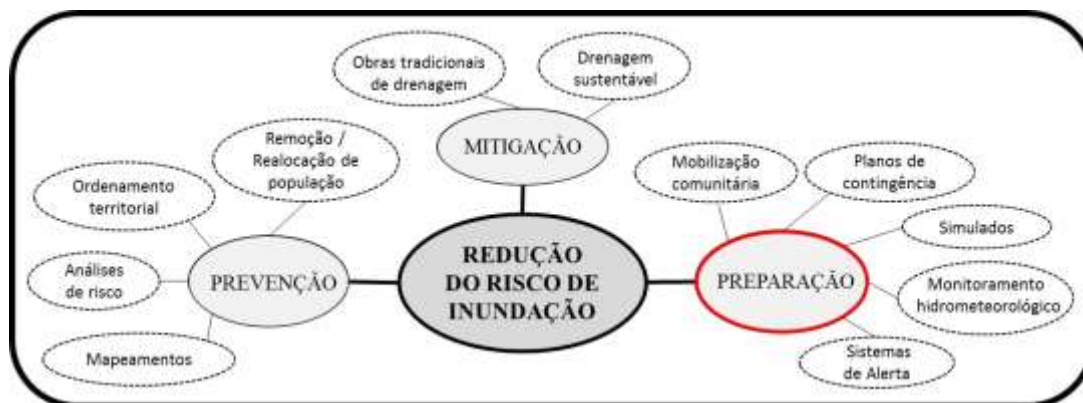 Obras tradicionais
de drenagem
Drenagem
sustentável
MITIGAÇÃO
Remoção /
Realocação de
população
Ordenamento
territorial
Análises
de risco
Mapeamentos
PREVENÇÃO
REDUÇÃO
DO RISCO DE
INUNDAÇÃO
PREPARAÇÃO
Mobilização
comunitária
Planos de
contingência
Simulados
Monitoramento
hidrometeorológico
Sistemas
de Alerta